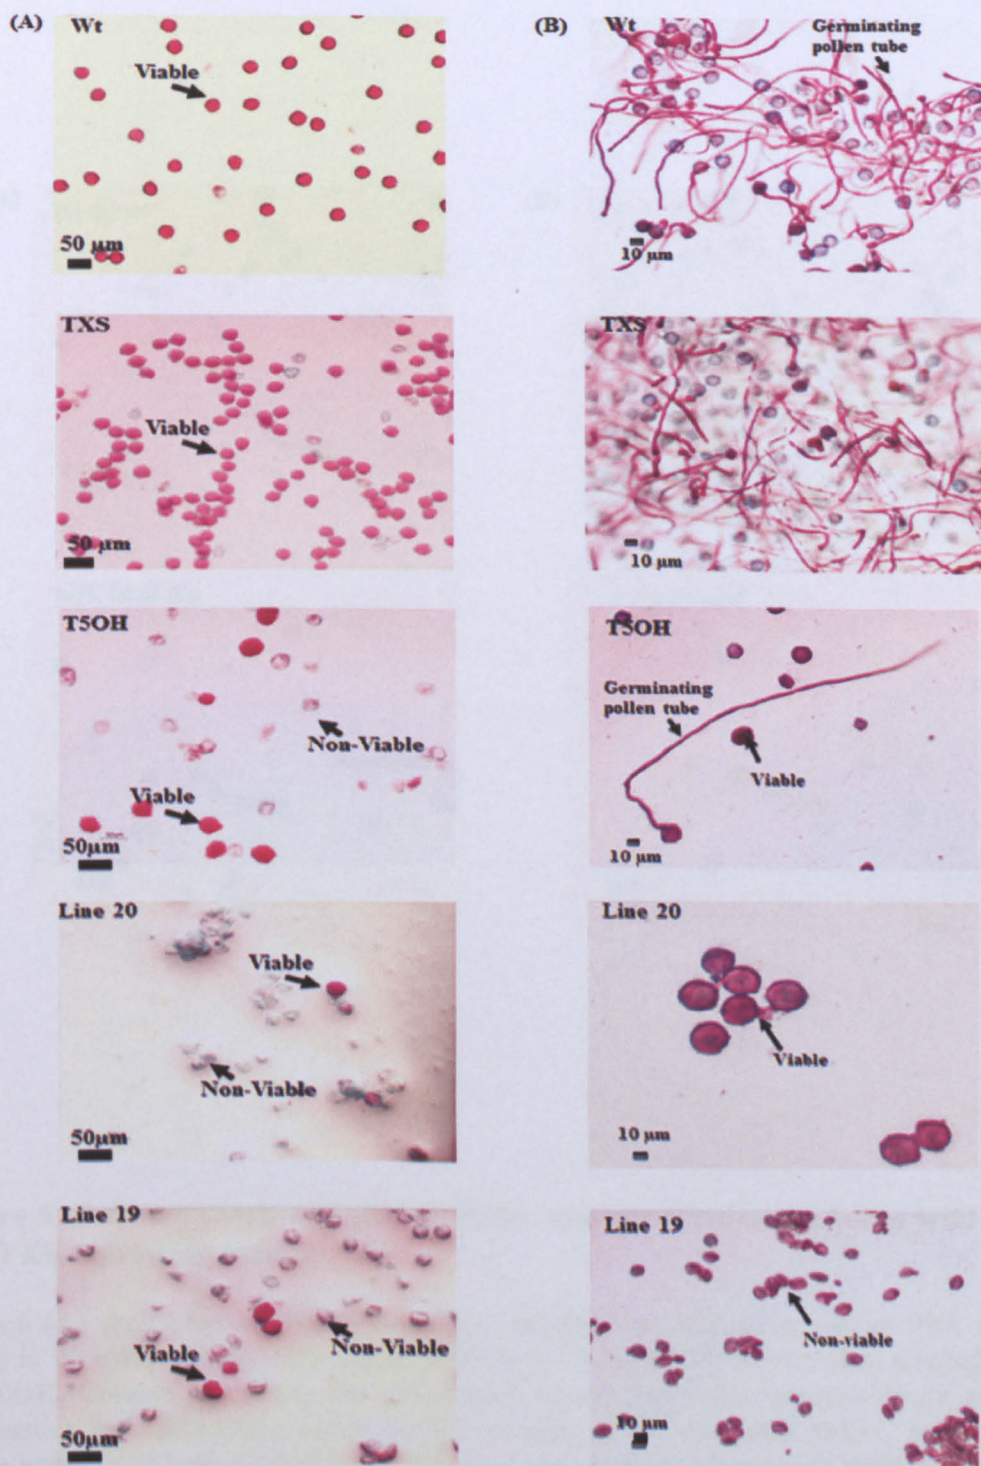 (A)
Wt
Viable
50 µm
TXS
Viable
50 µm
T5OH
Non-Viable
Viable
50µm
Line 20
Viable
Non-Viable
50µm
Line 19
Non-Viable
Viable
50µm
(B)
Wt
Germinating
pollen tube
10 µm
TXS
10 µm
T5OH
Germinating
pollen tube
Viable
10 µm
Line 20
Viable
10 µm
Line 19
Non-viable
10 µm